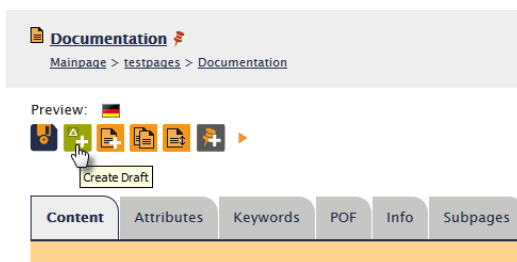 Documentation
Mainpage > testpages > Documentation
Preview:
Create Draft
Content Attributes Keywords POF Info Subpages